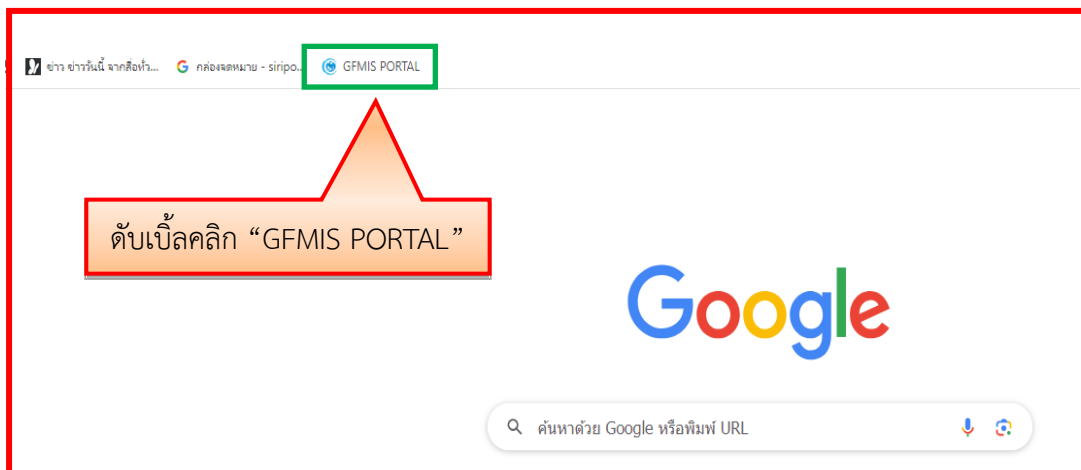 ข่าว ข่าววันนี้ จากสื่อทั่ว... กล่องจดหมาย - siripo... GFMIS PORTAL
ดับเบิ้ลคลิก “GFMIS PORTAL”
Google
ค้นหาด้วย Google หรือพิมพ์ URL